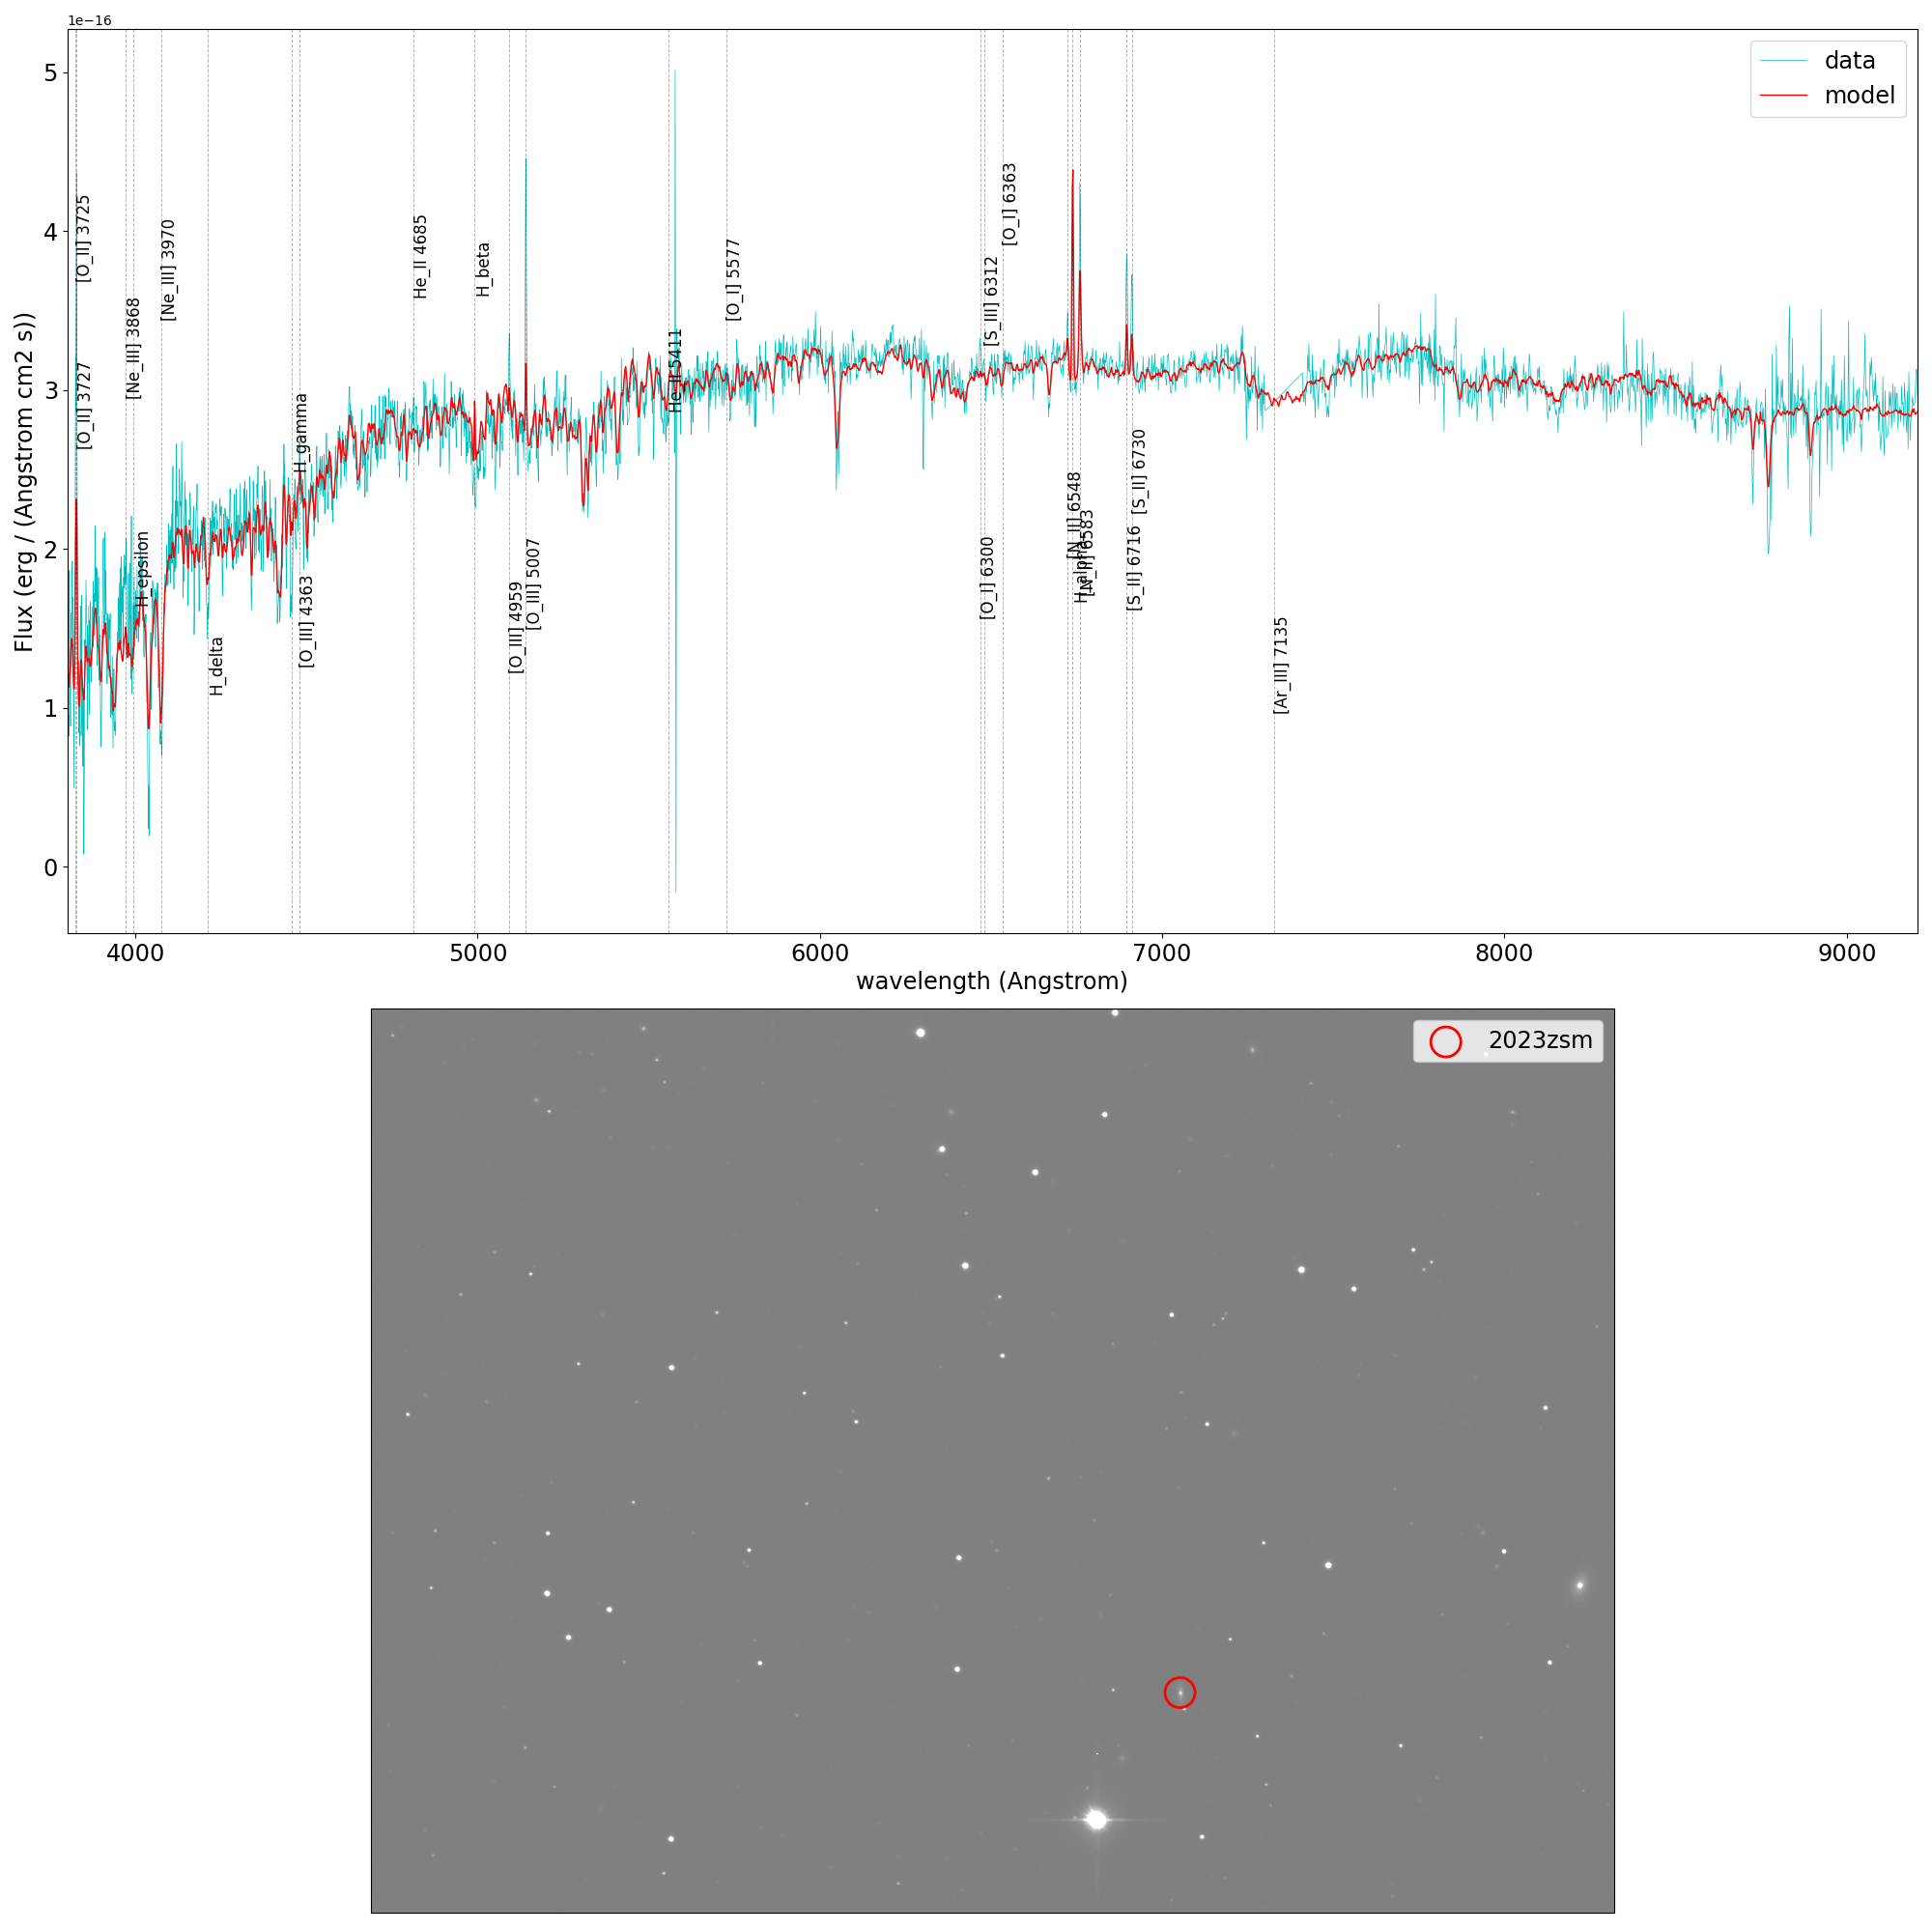 1e−16
5
4
3
2
1
0
Flux (erg / (Angstrom cm2 s))
data
model
[O_II] 3725
[O_II] 3727
[Ne_III] 3868
H_epsilon
[Ne_III] 3970
H_delta
H_gamma
[O_III] 4363
He_II 4685
H_beta
[O_III] 4959
[O_III] 5007
He_II 5411
[O_I] 5577
[O_I] 6300
[S_III] 6312
[O_I] 6363
[N_II] 6548
H_alpha
[N_II] 6583
[S_II] 6716
[S_II] 6730
[Ar_III] 7135
4000
5000
6000
7000
8000
9000
wavelength (Angstrom)
2023zsm